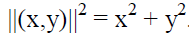 ||(x,y)||² = x² + y².